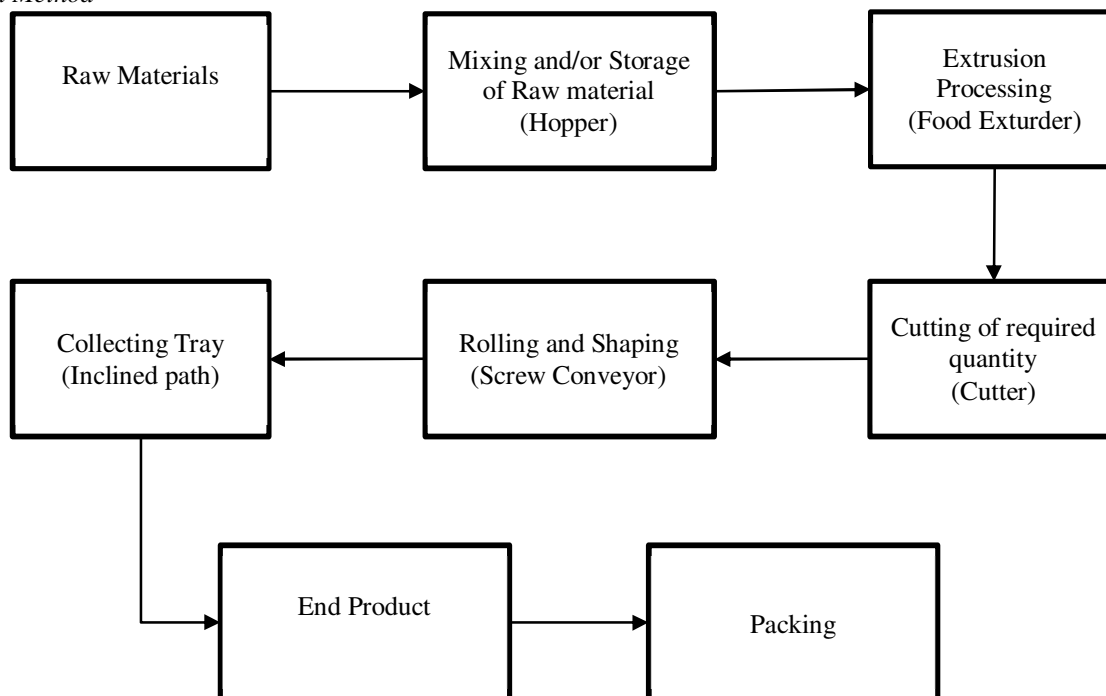 Method
Raw Materials
Mixing and/or Storage
of Raw material
(Hopper)
Extrusion
Processing
(Food Exturder)
Cutting of required
quantity
(Cutter)
Rolling and Shaping
(Screw Conveyor)
Collecting Tray
(Inclined path)
End Product
Packing